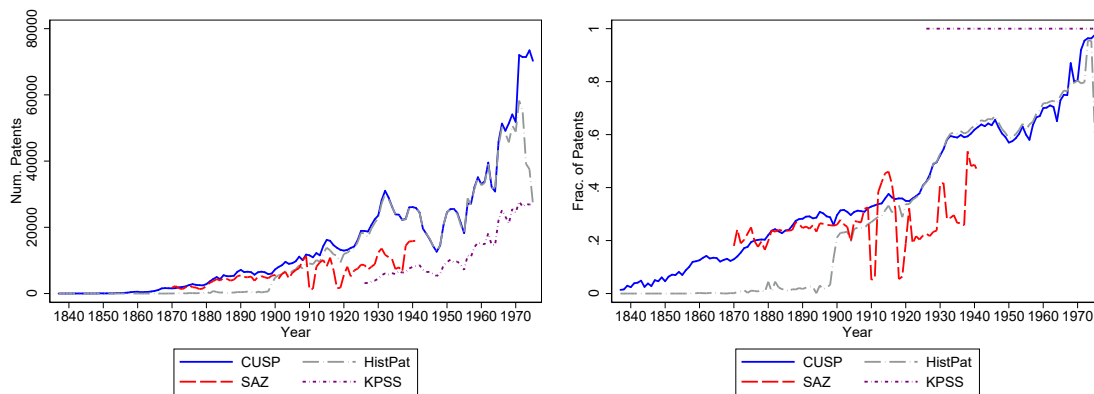 Num. Patents
80000
60000
40000
20000
0
1840 1850 1860 1870 1880 1890 1900 1910 1920 1930 1940 1950 1960 1970
Year
CUSP HistPat
SAZ KPSS
Frac. of Patents
1
.8
.6
.4
.2
0
1840 1850 1860 1870 1880 1890 1900 1910 1920 1930 1940 1950 1960 1970
Year
CUSP HistPat
SAZ KPSS